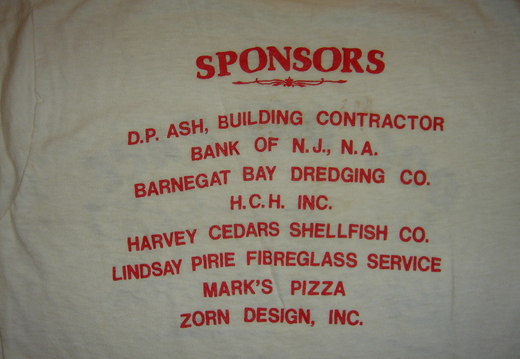 SPONSORS
D.P. ASH, BUILDING CONTRACTOR
BANK OF N.J., N.A.
BARNEGAT BAY DREDGING CO.
H.C.H. INC.
HARVEY CEDARS SHELLFISH CO.
LINDSAY PIRIE FIBREGLASS SERVICE
MARK'S PIZZA
ZORN DESIGN, INC.